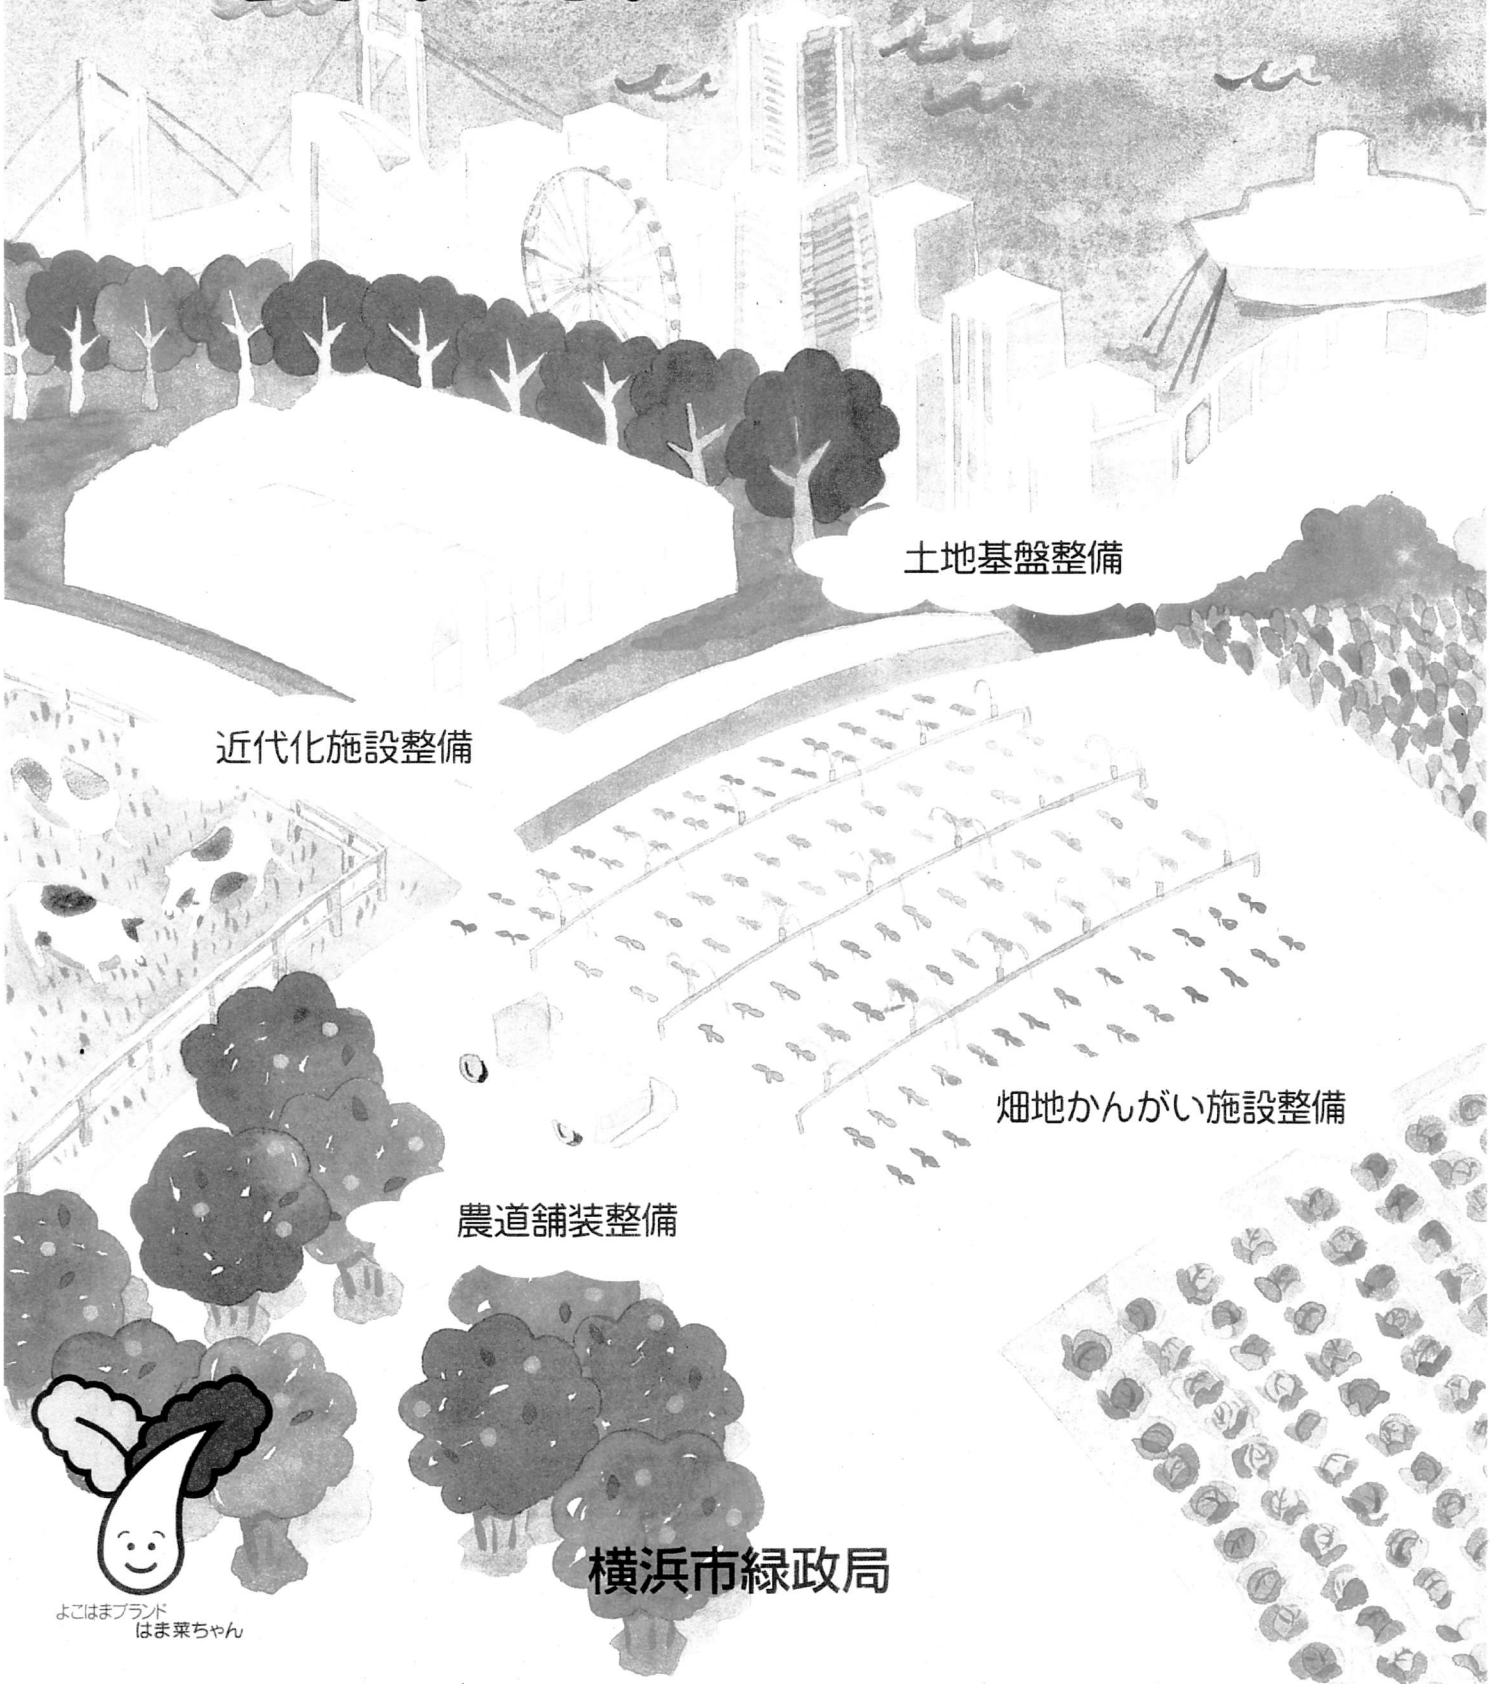 土地基盤整備
近代化施設整備
畑地かんがい施設整備
農道舗装整備
横浜市緑政局
よこはまブランド
はま菜ちゃん